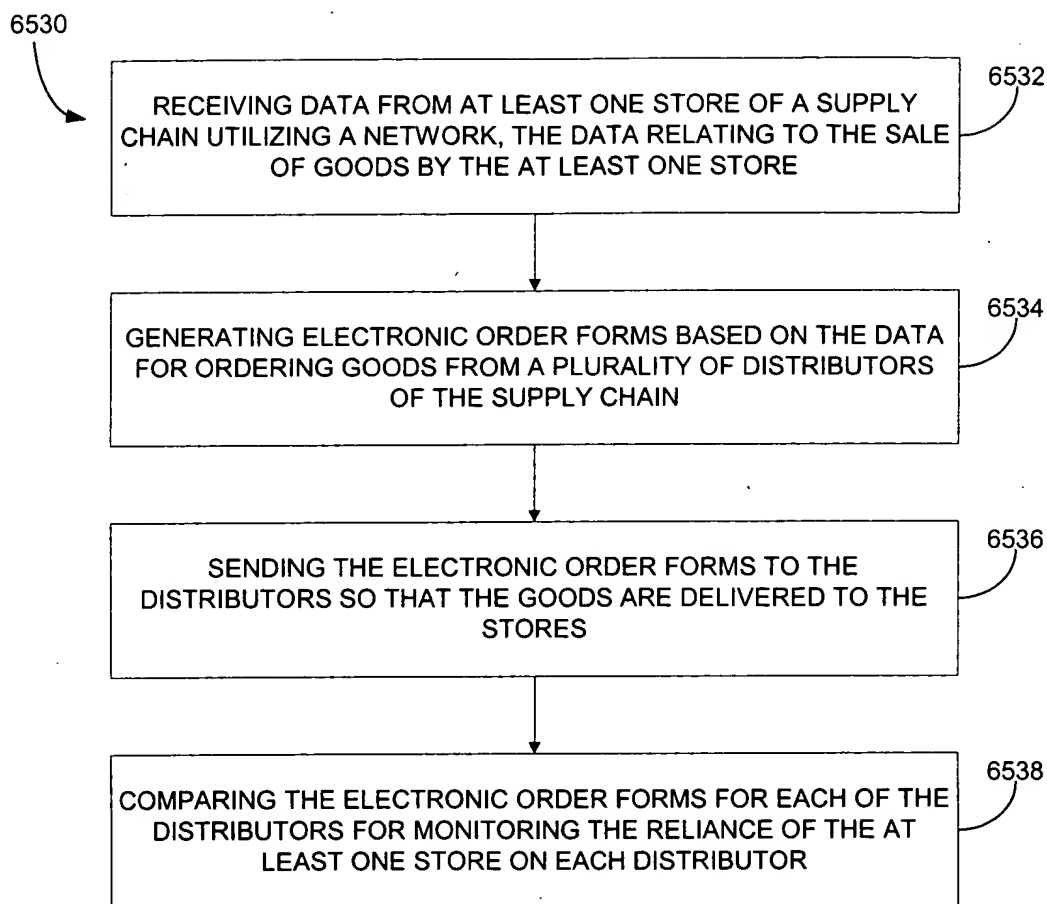 6530
6532
RECEIVING DATA FROM AT LEAST ONE STORE OF A SUPPLY
CHAIN UTILIZING A NETWORK, THE DATA RELATING TO THE SALE
OF GOODS BY THE AT LEAST ONE STORE
6534
GENERATING ELECTRONIC ORDER FORMS BASED ON THE DATA
FOR ORDERING GOODS FROM A PLURALITY OF DISTRIBUTORS
OF THE SUPPLY CHAIN
6536
SENDING THE ELECTRONIC ORDER FORMS TO THE
DISTRIBUTORS SO THAT THE GOODS ARE DELIVERED TO THE
STORES
6538
COMPARING THE ELECTRONIC ORDER FORMS FOR EACH OF THE
DISTRIBUTORS FOR MONITORING THE RELIANCE OF THE AT
LEAST ONE STORE ON EACH DISTRIBUTOR